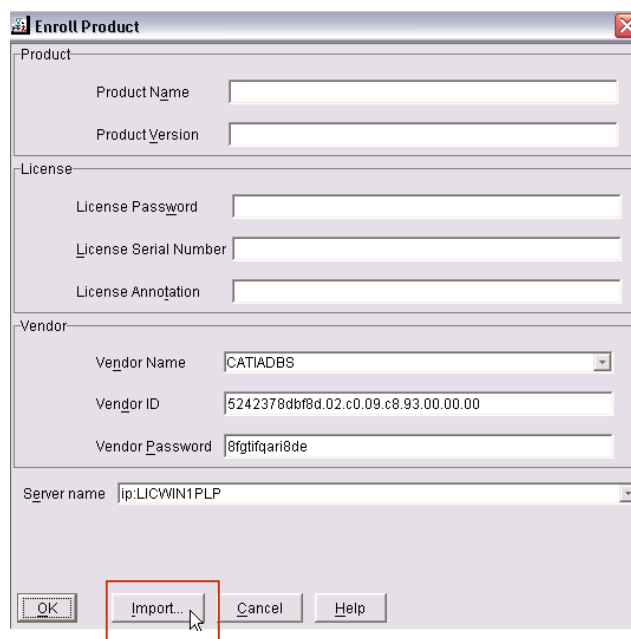 Enroll Product
Product
Product Name
Product Version
License
License Password
License Serial Number
License Annotation
Vendor
Vendor Name CATIADBS
Vendor ID 5242378dbf8d.02.c0.09.c8.93.00.00.00
Vendor Password 8fgtifqari8de
Server name ip:LICWIN1PLP
OK Import... Cancel Help